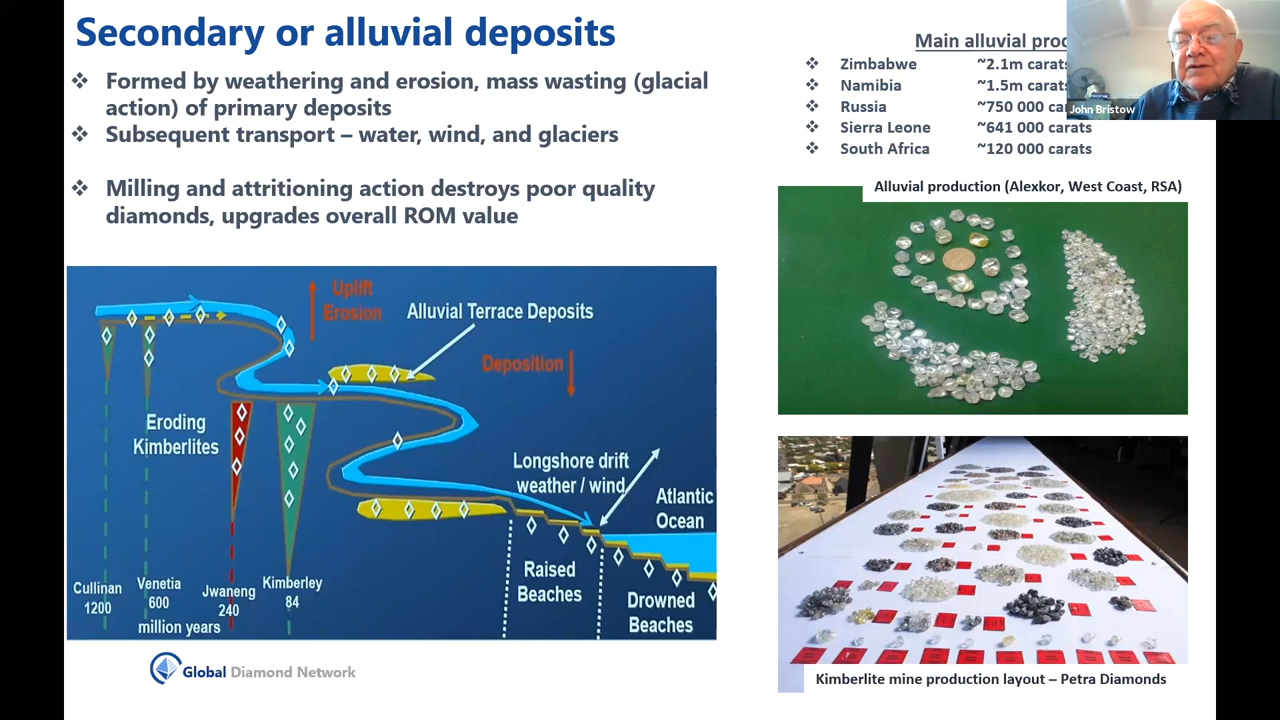 Secondary or alluvial deposits
❖ Formed by weathering and erosion, mass wasting (glacial
action) of primary deposits
❖ Subsequent transport – water, wind, and glaciers
❖ Milling and attritioning action destroys poor quality
diamonds, upgrades overall ROM value
Main alluvial
❖ Zimbabwe ~2.1m carats
❖ Namibia ~1.5m carats
❖ Russia ~750 000
❖ Sierra Leone ~641 000 carats
❖ South Africa ~120 000 carats
John Bristow
Alluvial production (Alexkor, West Coast, RSA)
Uplift
Erosion
Alluvial Terrace Deposits
Deposition
Eroding
Kimberlites
Longshore drift
weather / wind
Atlantic
Ocean
Raised
Beaches
Drowned
Beaches
Cullinan
1200
Venetia
600
Jwaneng
240
Kimberley
84
million years
Kimberlite mine production layout – Petra Diamonds
Global Diamond Network